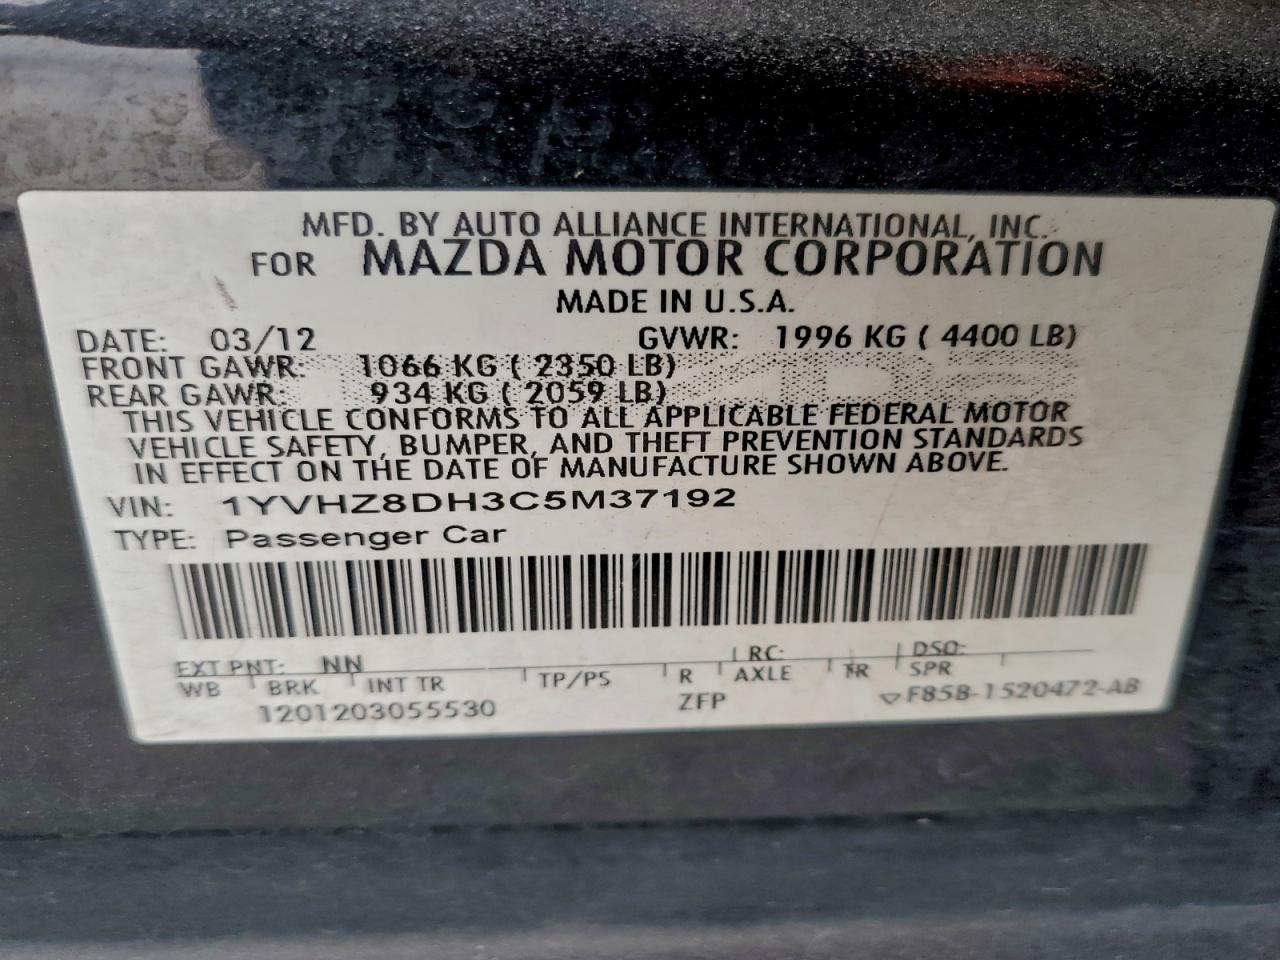 MFD. BY AUTO ALLIANCE INTERNATIONAL, INC.
FOR MAZDA MOTOR CORPORATION
MADE IN U.S.A.
DATE: 03/12 GVWR: 1996 KG ( 4400 LB)
FRONT GAWR: 1066 KG ( 2350 LB)
REAR GAWR: 934 KG ( 2059 LB)
THIS VEHICLE CONFORMS TO ALL APPLICABLE FEDERAL MOTOR
VEHICLE SAFETY, BUMPER, AND THEFT PREVENTION STANDARDS
IN EFFECT ON THE DATE OF MANUFACTURE SHOWN ABOVE.
VIN: 1YVHZ8DH3C5M37192
TYPE: Passenger Car
EXT PNT: NN RC: DSO:
WB BRK INT TR TP/PS R AXLE TR SPR
1201203055530 ZFP F85B-1520472-AB